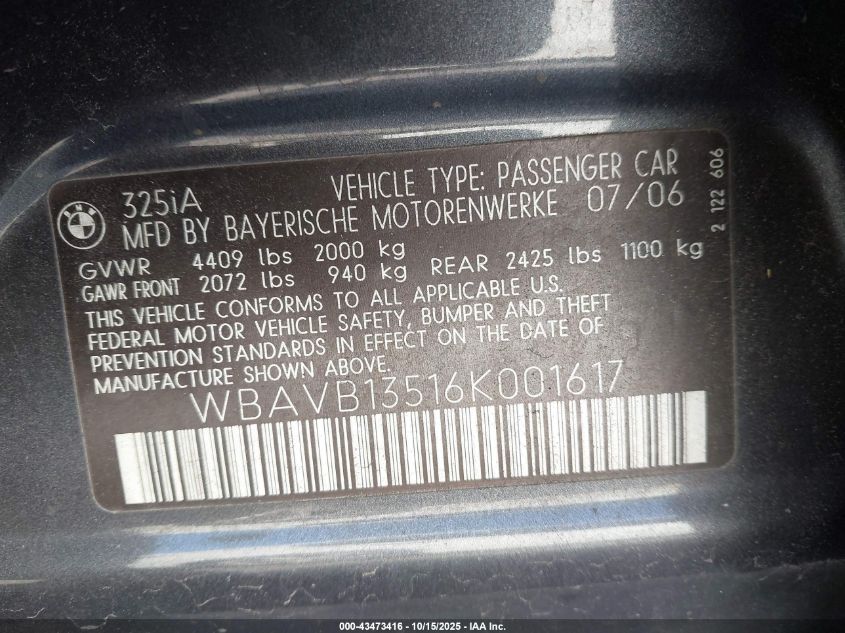 BMW
325iA VEHICLE TYPE: PASSENGER CAR
MFD BY BAYERISCHE MOTORENWERKE 07/06
GVWR 4409 lbs 2000 kg
GAWR FRONT 2072 lbs 940 kg REAR 2425 lbs 1100 kg
THIS VEHICLE CONFORMS TO ALL APPLICABLE U.S.
FEDERAL MOTOR VEHICLE SAFETY, BUMPER AND THEFT
PREVENTION STANDARDS IN EFFECT ON THE DATE OF
MANUFACTURE SHOWN ABOVE.
WBAVB13516K001617
2 122 606
000-43473416 - 10/15/2025 - IAA Inc.